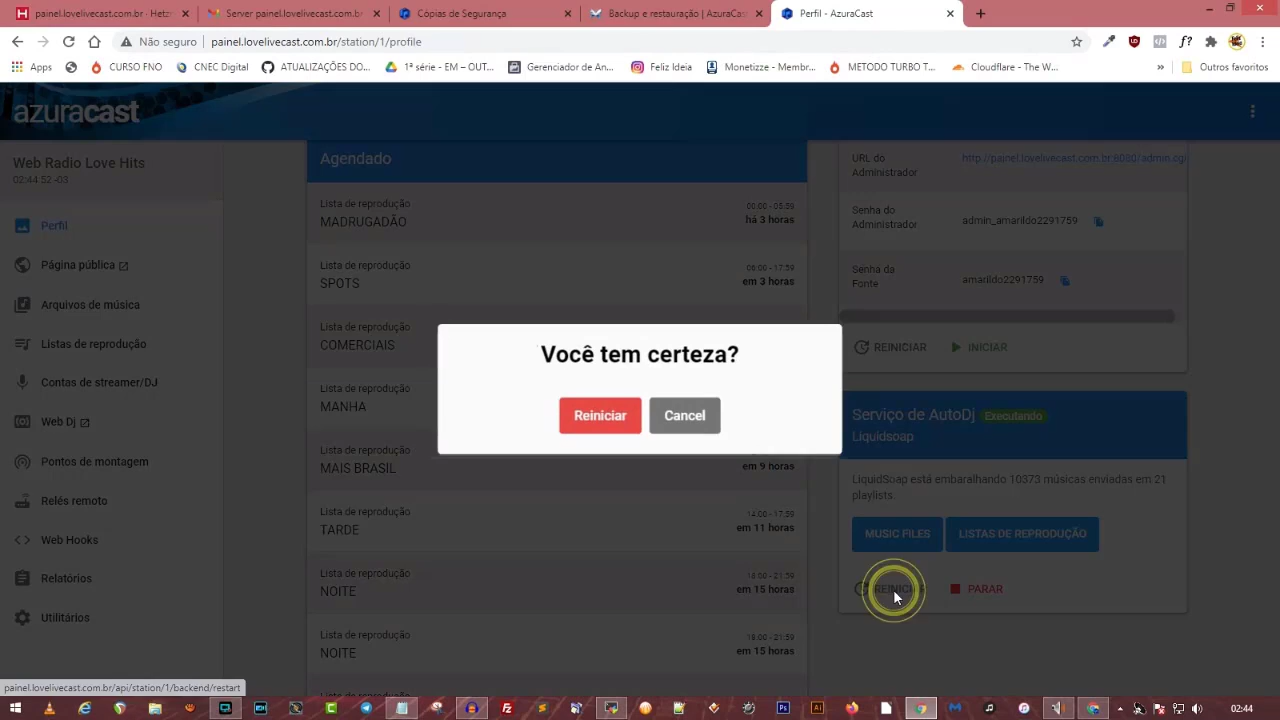 painel.lovelivecast.com.br · Hetz
Server painel.lovelivecast.com.br
Cópias de Segurança
Backup e restauração | AzuraCas
Perfil - AzuraCast
Não seguro
painel.lovelivecast.com.br/station/1/profile
Apps
CURSO FNO
CNEC Digital
ATUALIZAÇÕES DO...
1ª série - EM – OUT...
Gerenciador de An...
Feliz Ideia
Monetizze - Membr...
METODO TURBO T...
Cloudflare - The W...
»
Outros favoritos
azuracast
Web Radio Love Hits
02:44:52 -03
Perfil
Página pública
Arquivos de música
Listas de reprodução
Contas de streamer/DJ
Web Dj
Pontos de montagem
Relés remoto
Web Hooks
Relatórios
Utilitários
Agendado
Lista de reprodução
MADRUGADÃO
00:00 - 05:59
há 3 horas
Lista de reprodução
SPOTS
06:00 - 17:59
em 3 horas
Lista de reprodução
COMERCIAIS
Lista de reprodução
MANHA
Lista de reprodução
MAIS BRASIL
em 9 horas
Lista de reprodução
TARDE
14:00 - 17:59
em 11 horas
Lista de reprodução
NOITE
18:00 - 21:59
em 15 horas
Lista de reprodução
NOITE
18:00 - 21:59
em 15 horas
URL do
Administrador
http://painel.lovelivecast.com.br:8000/admin.cgi
Senha do
Administrador
admin_amarildo2291759
Senha da
Fonte
amarildo2291759
REINICIAR
INICIAR
Serviço de AutoDj Executando
Liquidsoap
LiquidSoap está embaralhando 10373 músicas enviadas em 21
playlists.
MUSIC FILES
LISTAS DE REPRODUÇÃO
REINICIAR
PARAR
Você tem certeza?
Reiniciar
Cancel
painel.lovelivecast.com.br/api/station/1/backend/restart
02:44